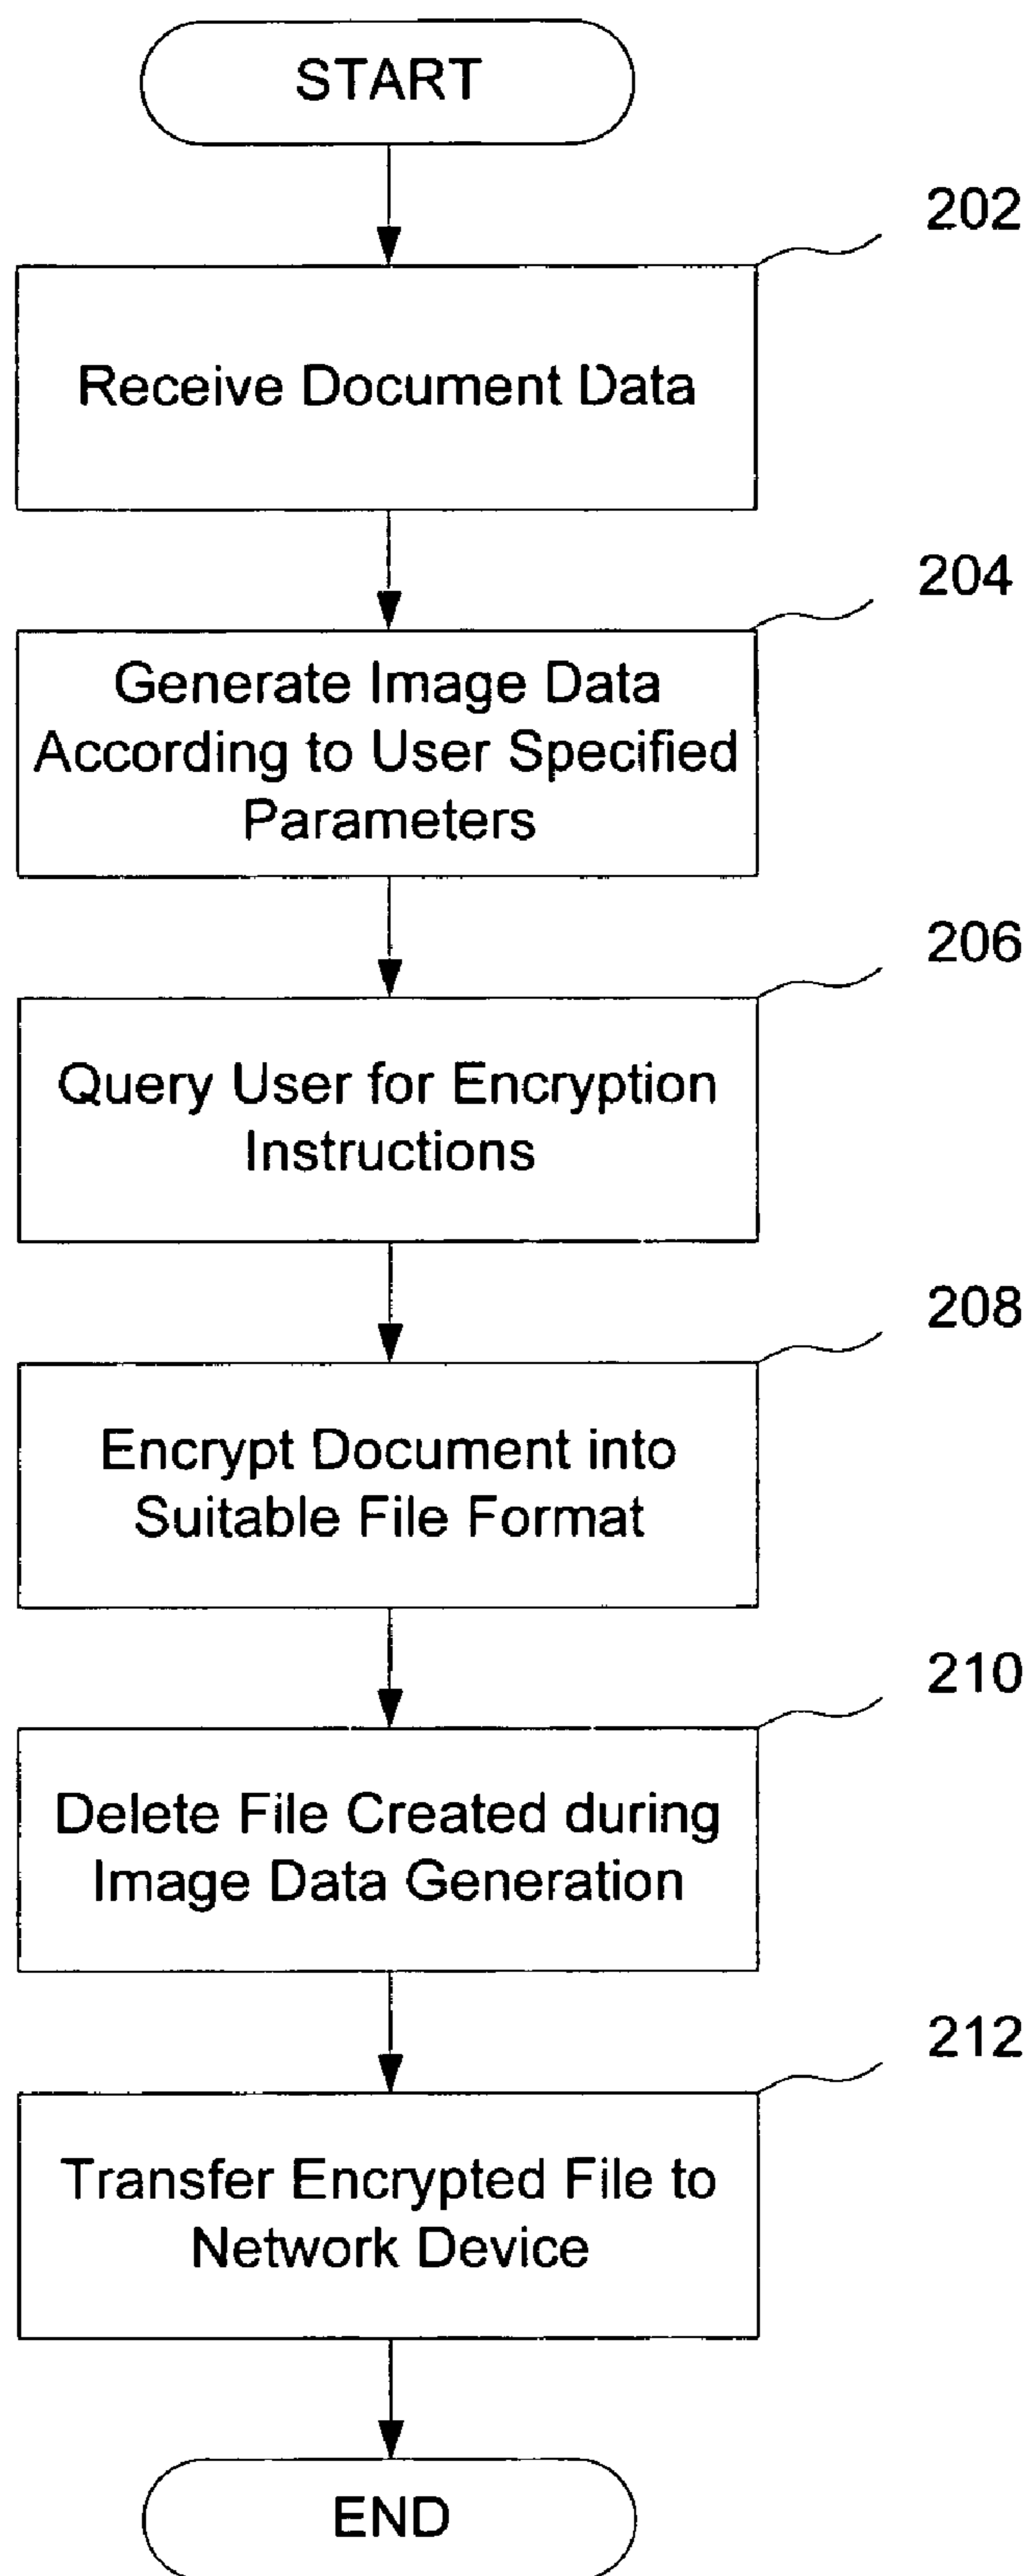 START
202
Receive Document Data
204
Generate Image Data
According to User Specified
Parameters
206
Query User for Encryption
Instructions
208
Encrypt Document into
Suitable File Format
210
Delete File Created during
Image Data Generation
212
Transfer Encrypted File to
Network Device
END